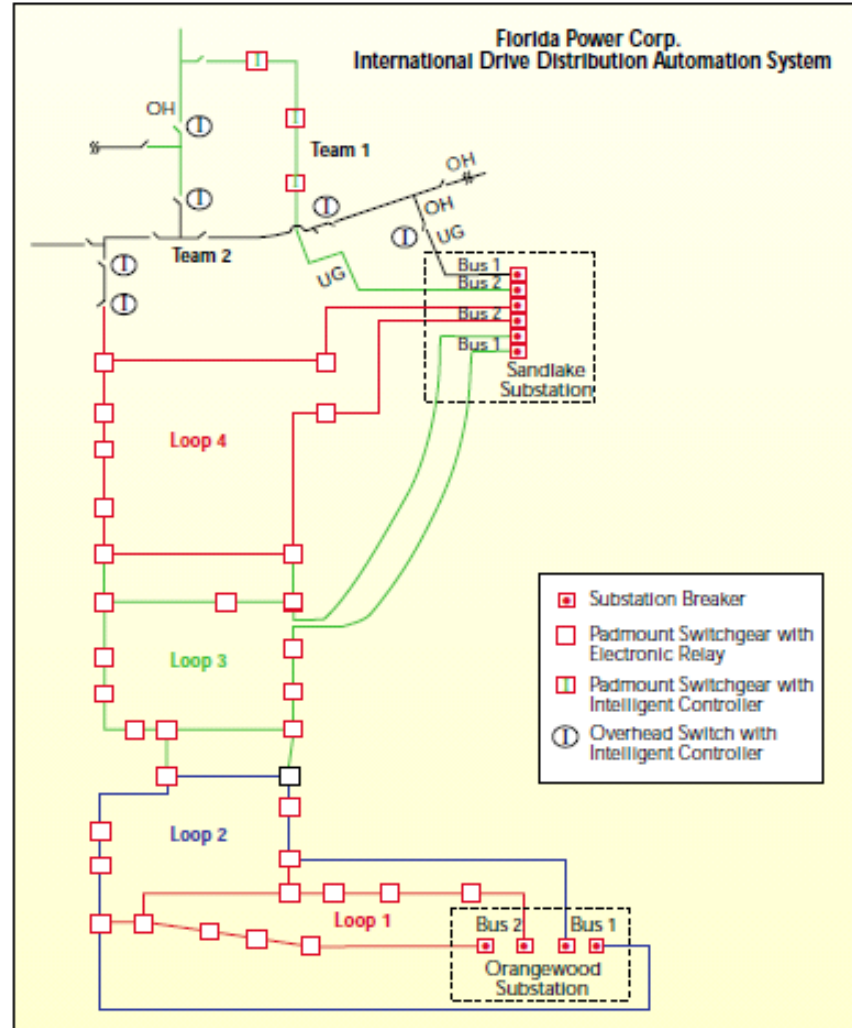 Florida Power Corp.
International Drive Distribution Automation System
OH
I
I
Team 1
I
I
OH
I
OH
I
UG
I
Team 2
UG
Bus 1
Bus 2
I
I
Bus 2
Bus 1
Sandlake
Substation
Loop 4
Substation Breaker
Padmount Switchgear with
Electronic Relay
I
Padmount Switchgear with
Intelligent Controller
I
Overhead Switch with
Intelligent Controller
Loop 3
Loop 2
Loop 1
Bus 2
Bus 1
Orangewood
Substation